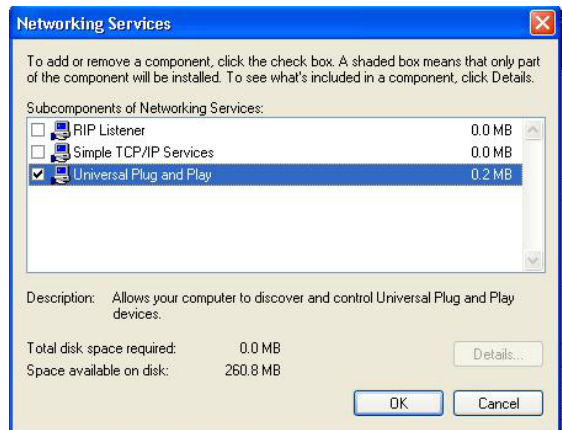 Networking Services
To add or remove a component, click the check box. A shaded box means that only part
of the component will be installed. To see what's included in a component, click Details.
Subcomponents of Networking Services:
RIP Listener 0.0 MB
Simple TCP/IP Services 0.0 MB
Universal Plug and Play 0.2 MB
Description: Allows your computer to discover and control Universal Plug and Play
devices.
Total disk space required: 0.0 MB
Details...
Space available on disk: 260.8 MB
OK Cancel